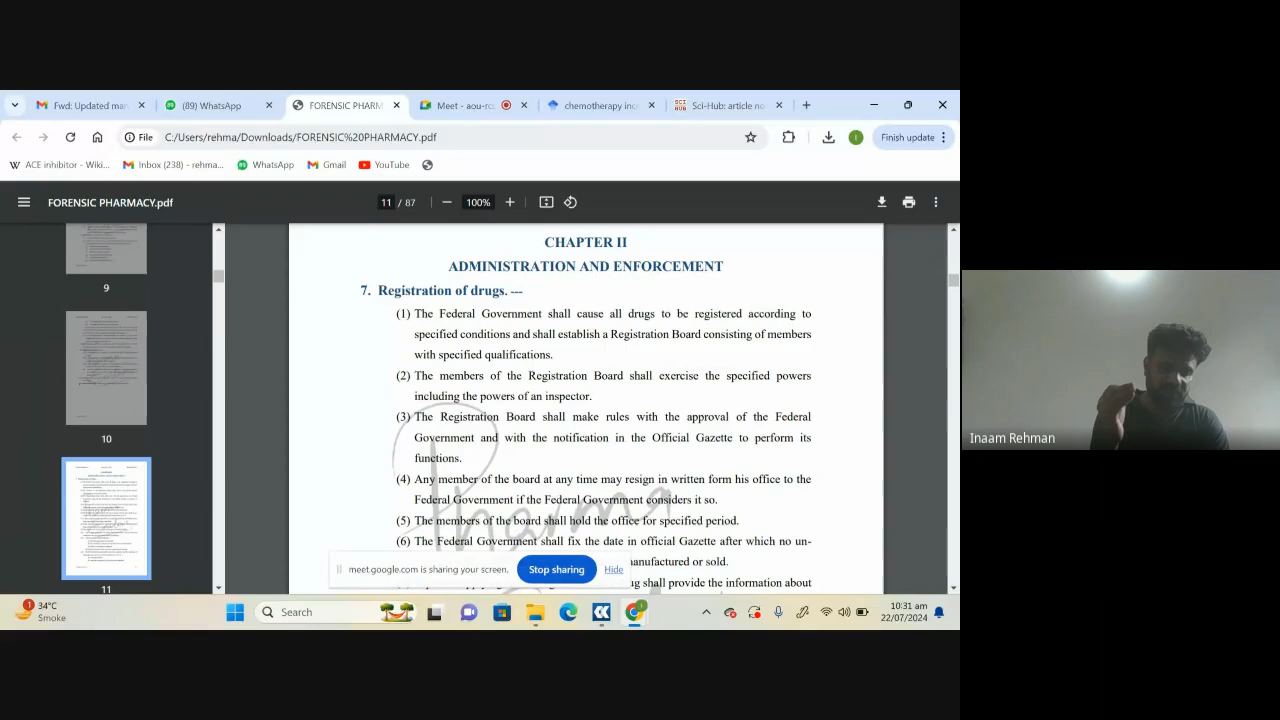 Fwd: Updated man
(89) WhatsApp
FORENSIC PHARM
Meet - aou-rcs
chemotherapy ind
SCI HUB
Sci-Hub: article no
File
C:/Users/rehma/Downloads/FORENSIC%20PHARMACY.pdf
I
Finish update
W
ACE inhibitor - Wiki...
Inbox (238) - rehma...
WhatsApp
Gmail
YouTube
FORENSIC PHARMACY.pdf
11 / 87
100%
9
10
11
CHAPTER II
ADMINISTRATION AND ENFORCEMENT
7. Registration of drugs. ---
(1) The Federal Government shall cause all drugs to be registered according to
specified conditions and shall establish a Registration Board consisting of members
with specified qualifications.
(2) The members of the Registration Board shall exercise the specified powers
including the powers of an inspector.
(3) The Registration Board shall make rules with the approval of the Federal
Government and with the notification in the Official Gazette to perform its
functions.
(4) Any member of the board any time may resign in written form his office to the
Federal Government if the Federal Government considers it so.
(5) The members of the board hold the office for specified period.
(6) The Federal Government shall fix the date in official Gazette after which no un-
manufactured or sold.
shall provide the information about
meet.google.com is sharing your screen.
Stop sharing
Hide
Inaam Rehman
1
34°C
Smoke
Search
10:31 am
22/07/2024